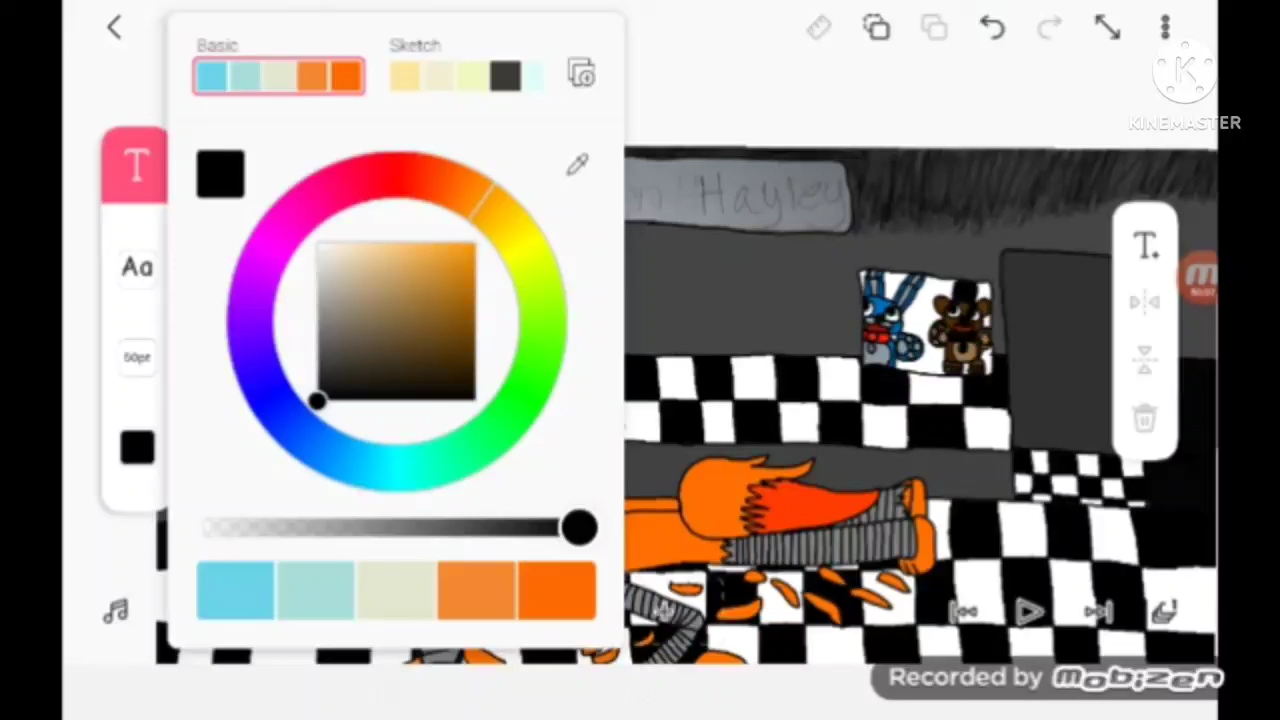 Basic
Sketch
KINEMASTER
T
Aa
50pt
Hayley
Recorded by mobizen